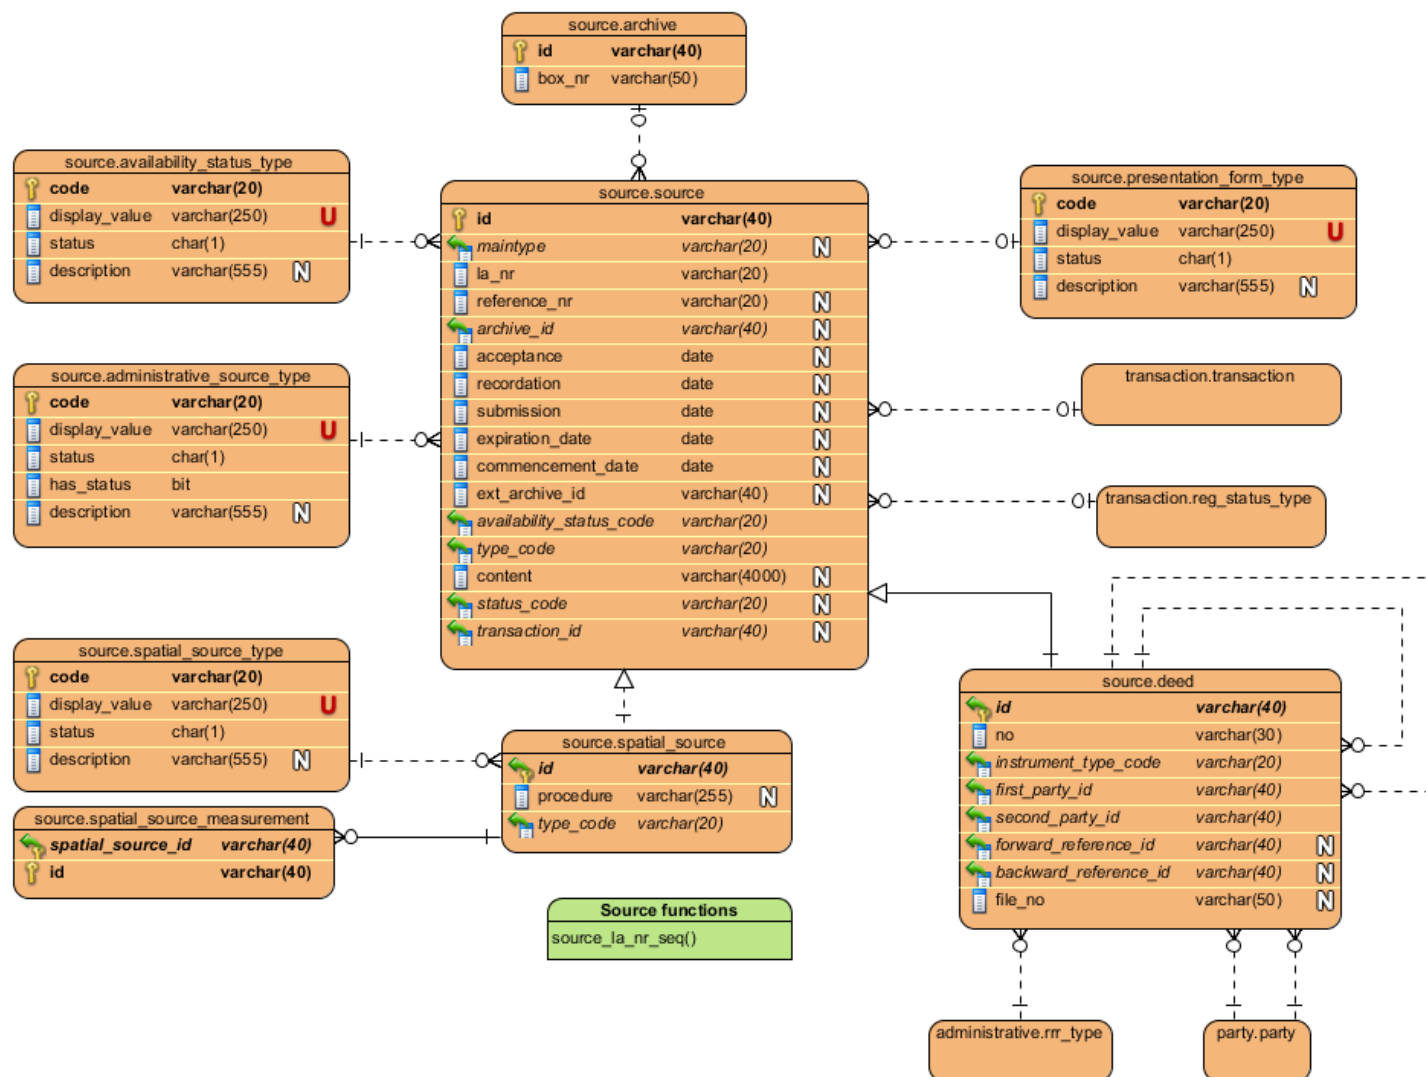 source.archive
id varchar(40)
box_nr varchar(50)
source.availability_status_type
code varchar(20)
display_value varchar(250) U
status char(1)
description varchar(555) N
source.source
id varchar(40)
maintype varchar(20) N
la_nr varchar(20)
reference_nr varchar(20) N
archive_id varchar(40) N
acceptance date N
recordation date N
submission date N
expiration_date date N
commencement_date date N
ext_archive_id varchar(40) N
availability_status_code varchar(20)
type_code varchar(20)
content varchar(4000) N
status_code varchar(20) N
transaction_id varchar(40) N
source.presentation_form_type
code varchar(20)
display_value varchar(250) U
status char(1)
description varchar(555) N
source.administrative_source_type
code varchar(20)
display_value varchar(250) U
status char(1)
has_status bit
description varchar(555) N
transaction.transaction
transaction.reg_status_type
source.spatial_source_type
code varchar(20)
display_value varchar(250) U
status char(1)
description varchar(555) N
source.spatial_source
id varchar(40)
procedure varchar(255) N
type_code varchar(20)
source.deed
id varchar(40)
no varchar(30)
instrument_type_code varchar(20)
first_party_id varchar(40)
second_party_id varchar(40)
forward_reference_id varchar(40) N
backward_reference_id varchar(40) N
file_no varchar(50) N
source.spatial_source_measurement
spatial_source_id varchar(40)
id varchar(40)
Source functions
source_la_nr_seq()
administrative.rrr_type
party.party